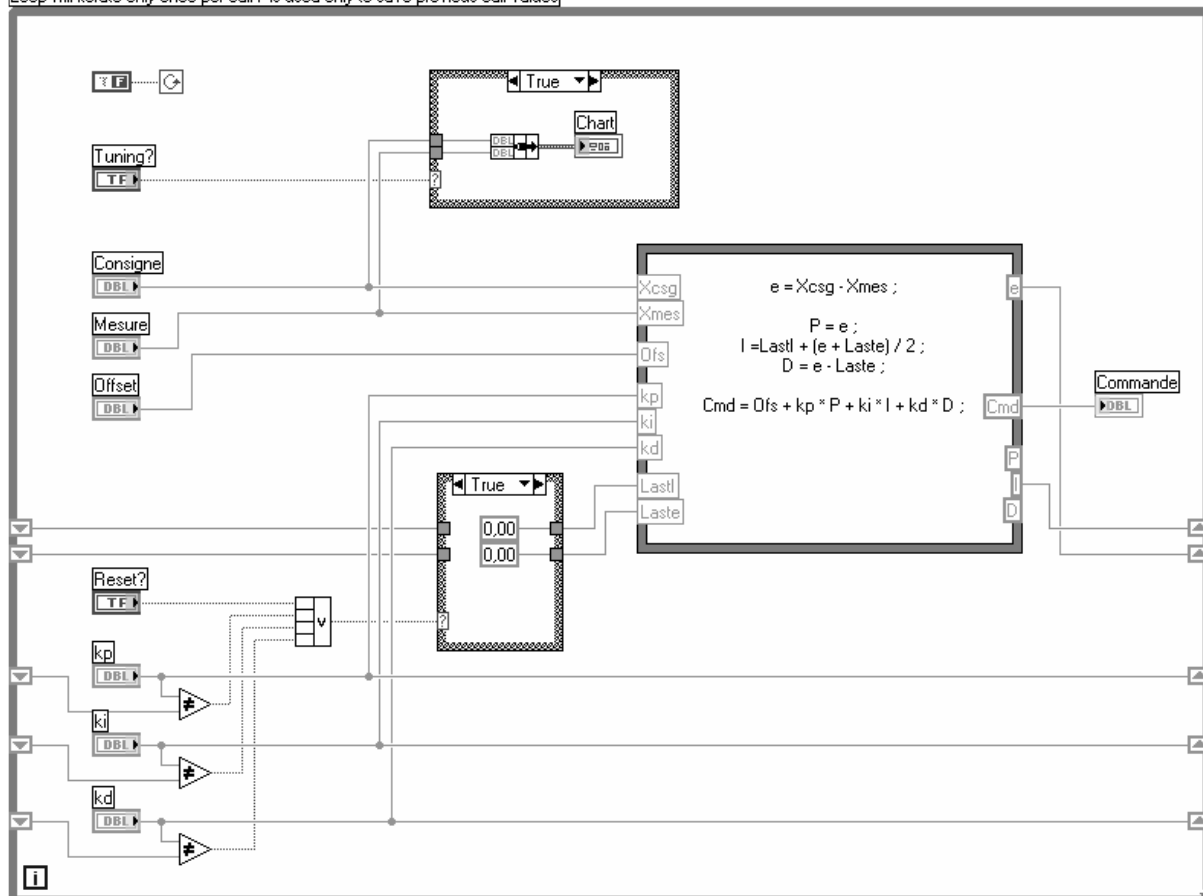 Loop will iterate only once per call : is used only to save previous call values
T F
True
Chart
DBL
DBL
Tuning?
TF
?
Consigne
DBL
Mesure
DBL
Offset
DBL
Xcsg
Xmes
Ofs
kp
ki
kd
LastI
Laste
e = Xcsg - Xmes ;
P = e ;
I =LastI + (e + Laste) / 2 ;
D = e - Laste ;
Cmd = Ofs + kp * P + ki * I + kd * D ;
e
Cmd
P
I
D
Commande
DBL
True
0,00
0,00
?
Reset?
TF
v
kp
DBL
≠
ki
DBL
≠
kd
DBL
≠
i